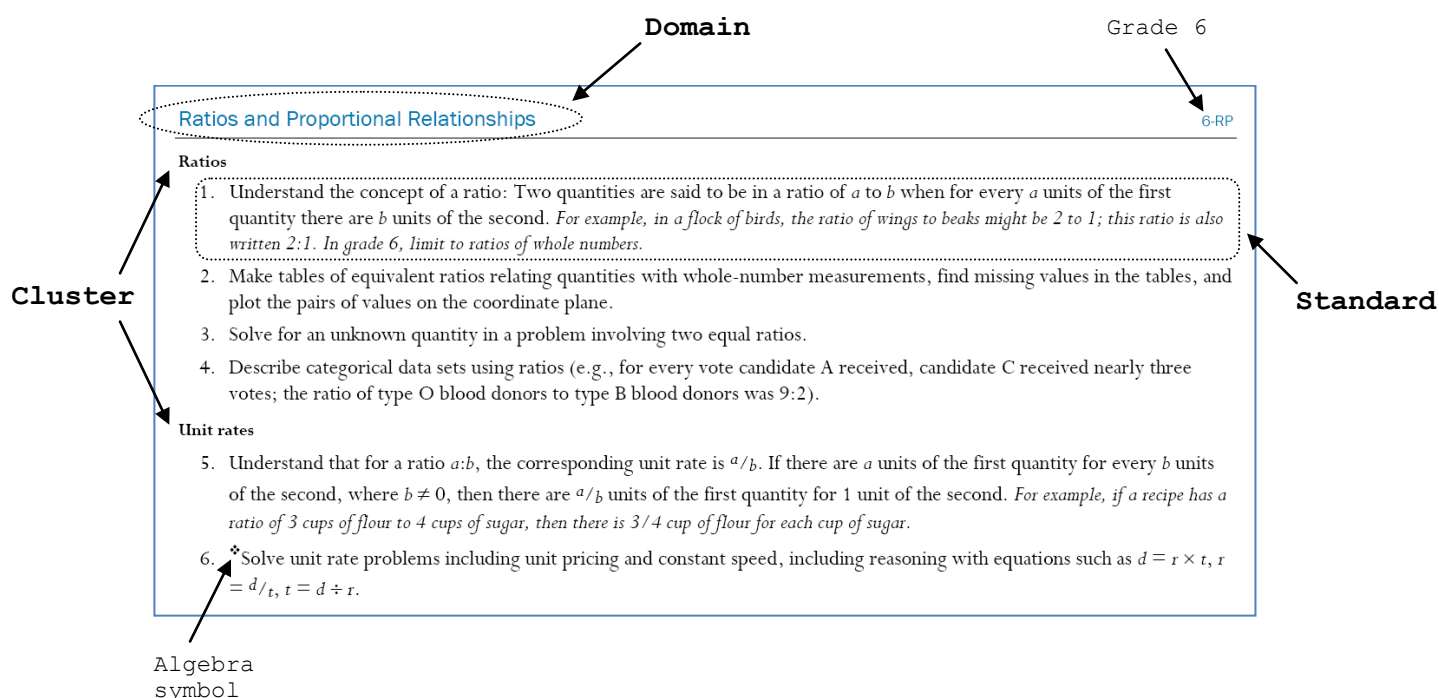 Domain
Grade 6
Ratios and Proportional Relationships
6-RP
Ratios
1. Understand the concept of a ratio: Two quantities are said to be in a ratio of a to b when for every a units of the first
quantity there are b units of the second. For example, in a flock of birds, the ratio of wings to beaks might be 2 to 1; this ratio is also
written 2:1. In grade 6, limit to ratios of whole numbers.
2. Make tables of equivalent ratios relating quantities with whole-number measurements, find missing values in the tables, and
Cluster
Standard
plot the pairs of values on the coordinate plane.
3. Solve for an unknown quantity in a problem involving two equal ratios.
4. Describe categorical data sets using ratios (e.g., for every vote candidate A received, candidate C received nearly three
votes; the ratio of type O blood donors to type B blood donors was 9:2).
Unit rates
5. Understand that for a ratio a:b, the corresponding unit rate is a/b. If there are a units of the first quantity for every b units
of the second, where b ≠ 0, then there are a/b units of the first quantity for 1 unit of the second. For example, if a recipe has a
ratio of 3 cups of flour to 4 cups of sugar, then there is 3/4 cup of flour for each cup of sugar.
6. ❖Solve unit rate problems including unit pricing and constant speed, including reasoning with equations such as d = r × t, r
= d/t, t = d ÷ r.
Algebra
symbol